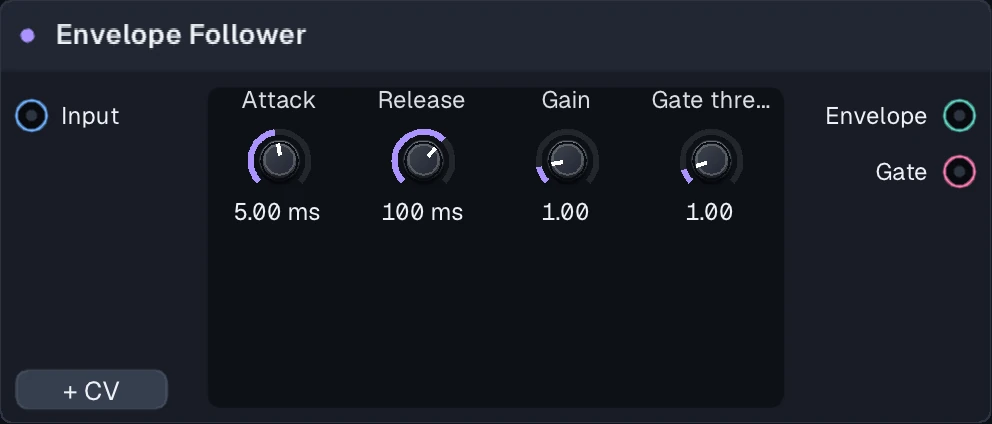 Envelope Follower
Input
Attack
Release
Gain
Gate thre...
5.00 ms
100 ms
1.00
1.00
Envelope
Gate
+ CV